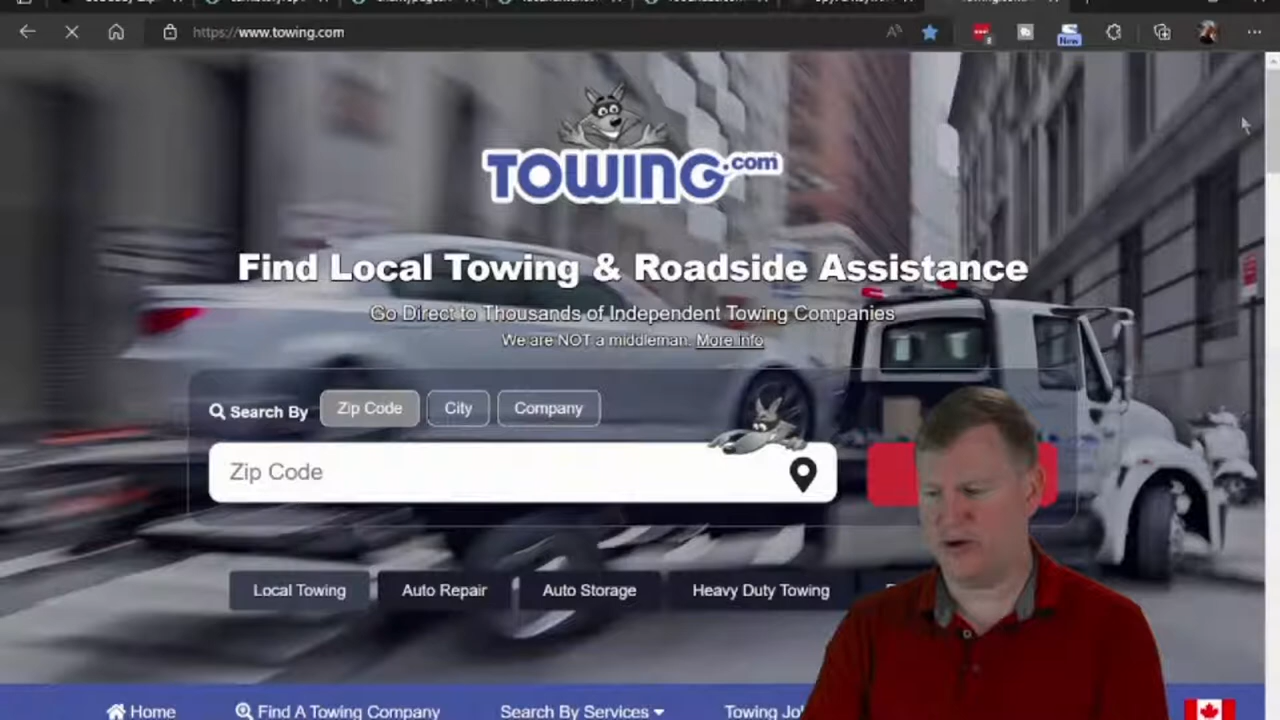 https://www.towing.com
New
TOWING.com
Find Local Towing & Roadside Assistance
Go Direct to Thousands of Independent Towing Companies
We are NOT a middleman. More info
Search By
Zip Code
City
Company
Zip Code
Local Towing
Auto Repair
Auto Storage
Heavy Duty Towing
Home
Find A Towing Company
Search By Services
Towing